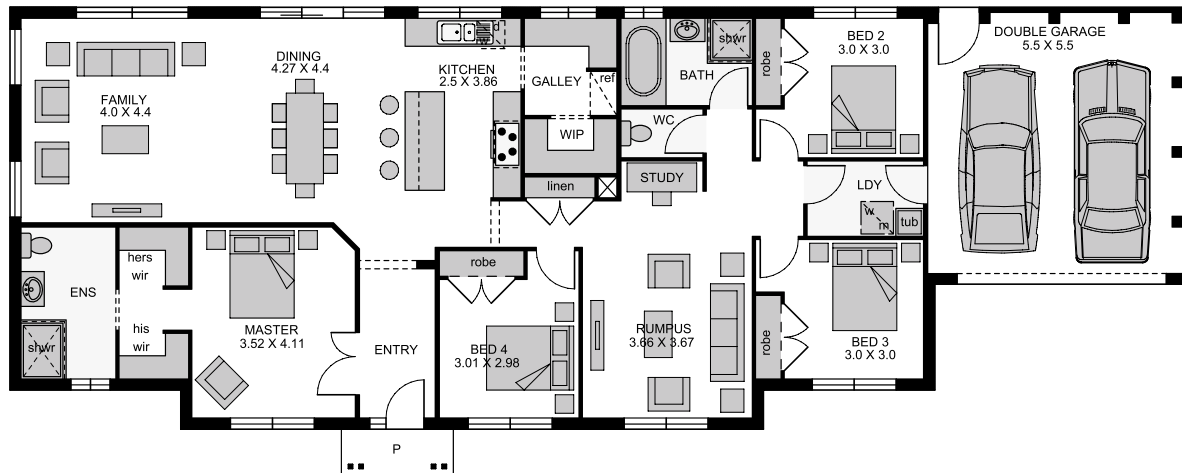 DINING
4.27 X 4.4
FAMILY
4.0 X 4.4
KITCHEN
2.5 X 3.86
GALLEY
ref
WIP
linen
BATH
shwr
WC
STUDY
robe
BED 2
3.0 X 3.0
DOUBLE GARAGE
5.5 X 5.5
LDY
w
m
tub
ENS
shwr
hers
wir
his
wir
MASTER
3.52 X 4.11
ENTRY
P
robe
BED 4
3.01 X 2.98
RUMPUS
3.66 X 3.67
robe
BED 3
3.0 X 3.0